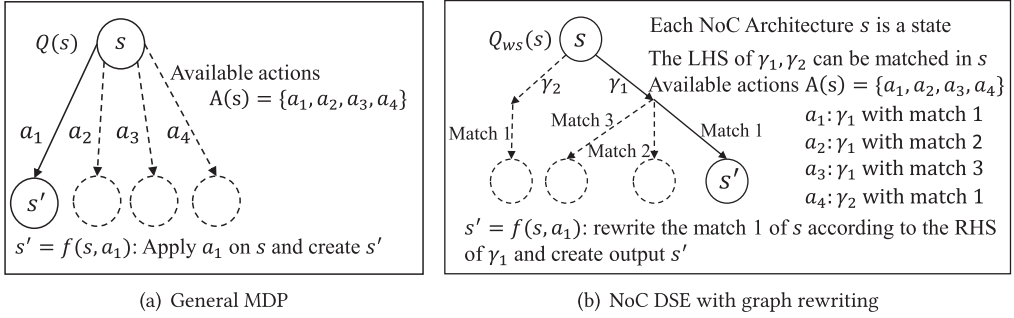 Q(s)
s
Available actions
A(s) = {a₁, a₂, a₃, a₄}
a₁ a₂ a₃ a₄
s′
s′ = f(s, a₁): Apply a₁ on s and create s′
(a) General MDP
Q_ws(s)
s
Each NoC Architecture s is a state
The LHS of γ₁, γ₂ can be matched in s
Available actions A(s) = {a₁, a₂, a₃, a₄}
γ₂ γ₁
a₁: γ₁ with match 1
a₂: γ₁ with match 2
a₃: γ₁ with match 3
a₄: γ₂ with match 1
Match 1
Match 3
Match 2
Match 1
s′
s′ = f(s, a₁): rewrite the match 1 of s according to the RHS
of γ₁ and create output s′
(b) NoC DSE with graph rewriting